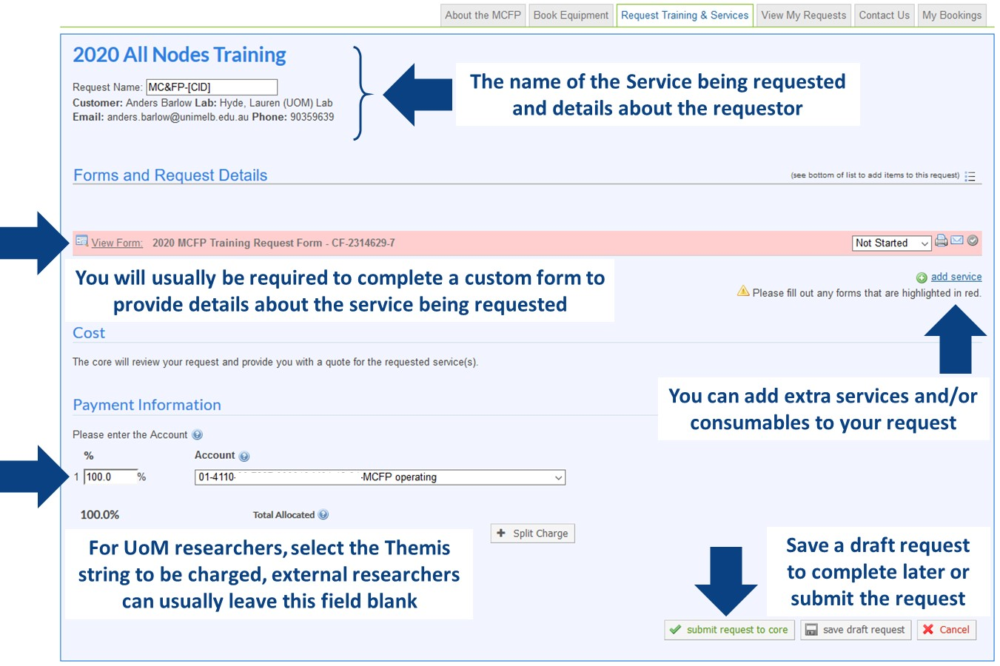 About the MCFP Book Equipment Request Training & Services View My Requests Contact Us My Bookings
2020 All Nodes Training
Request Name: MC&FP-[CID]
Customer: Anders Barlow Lab: Hyde, Lauren (UOM) Lab
Email: anders.barlow@unimelb.edu.au Phone: 90359639
The name of the Service being requested
and details about the requestor
Forms and Request Details
(see bottom of list to add items to this request)
View Form: 2020 MCFP Training Request Form - CF-2314629-7
Not Started
You will usually be required to complete a custom form to
provide details about the service being requested
add service
Please fill out any forms that are highlighted in red.
Cost
The core will review your request and provide you with a quote for the requested service(s).
You can add extra services and/or
consumables to your request
Payment Information
Please enter the Account
% Account
1 100.0 % 01-4110- -MCFP operating
100.0% Total Allocated
Split Charge
For UoM researchers, select the Themis
string to be charged, external researchers
can usually leave this field blank
Save a draft request
to complete later or
submit the request
submit request to core save draft request Cancel